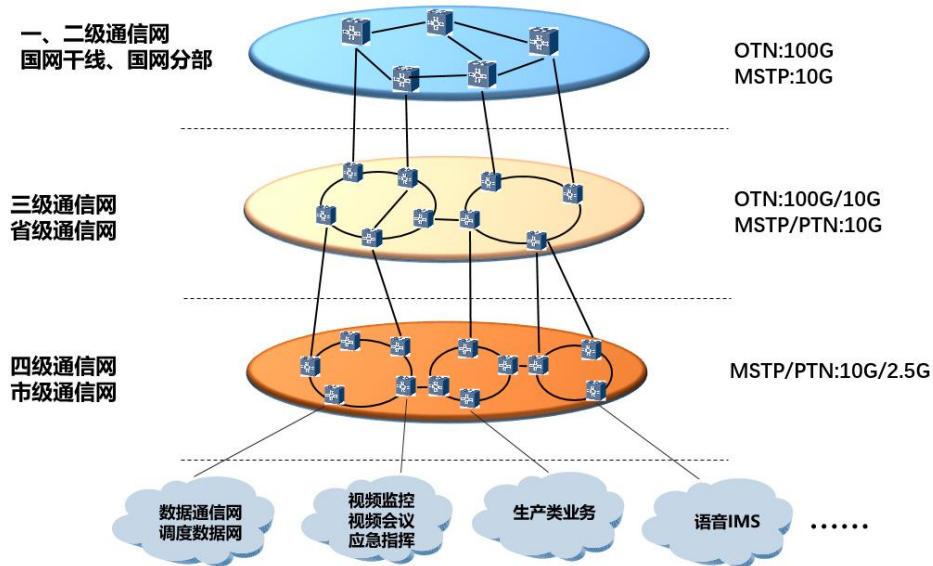 一、二级通信网
国网干线、国网分部
OTN:100G
MSTP:10G
三级通信网
省级通信网
OTN:100G/10G
MSTP/PTN:10G
四级通信网
市级通信网
MSTP/PTN:10G/2.5G
数据通信网
调度数据网
视频监控
视频会议
应急指挥
生产类业务
语音IMS
……